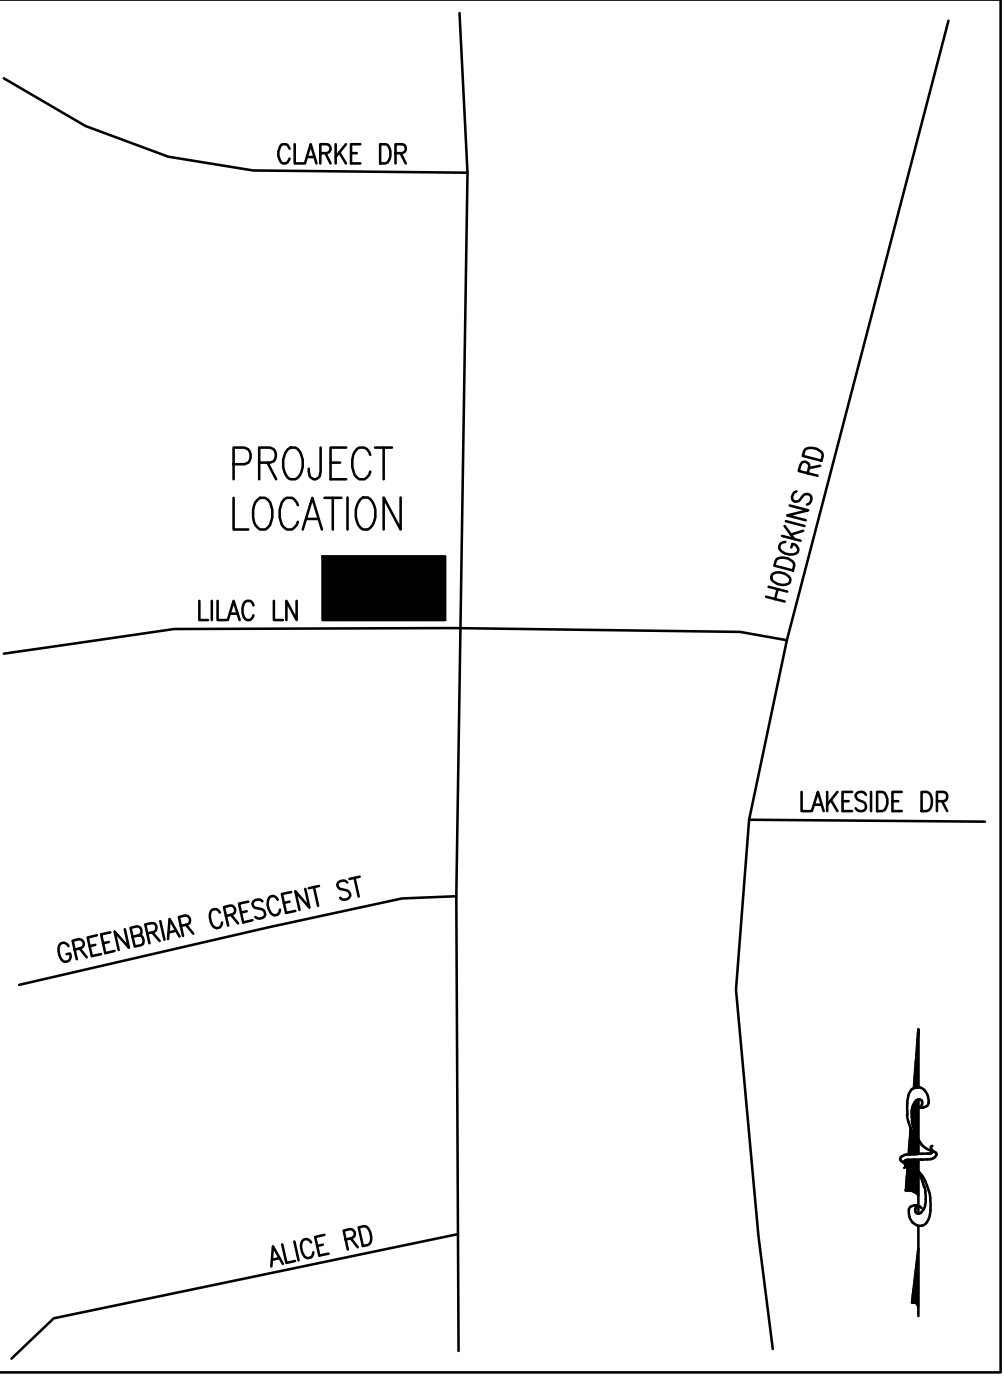 CLARKE DR
PROJECT
LOCATION
HODGKINS RD
LILAC LN
LAKESIDE DR
GREENBRIAR CRESCENT ST
ALICE RD